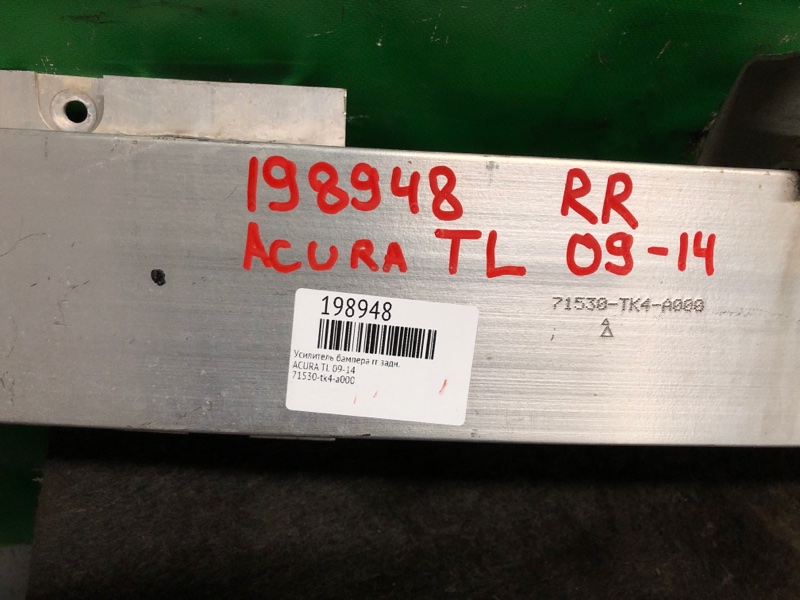 198948 RR
ACURA TL 09-14
71530-TK4-A000
198948
Усилитель бампера rr задн.
ACURA TL 09-14
71530-tk4-a000